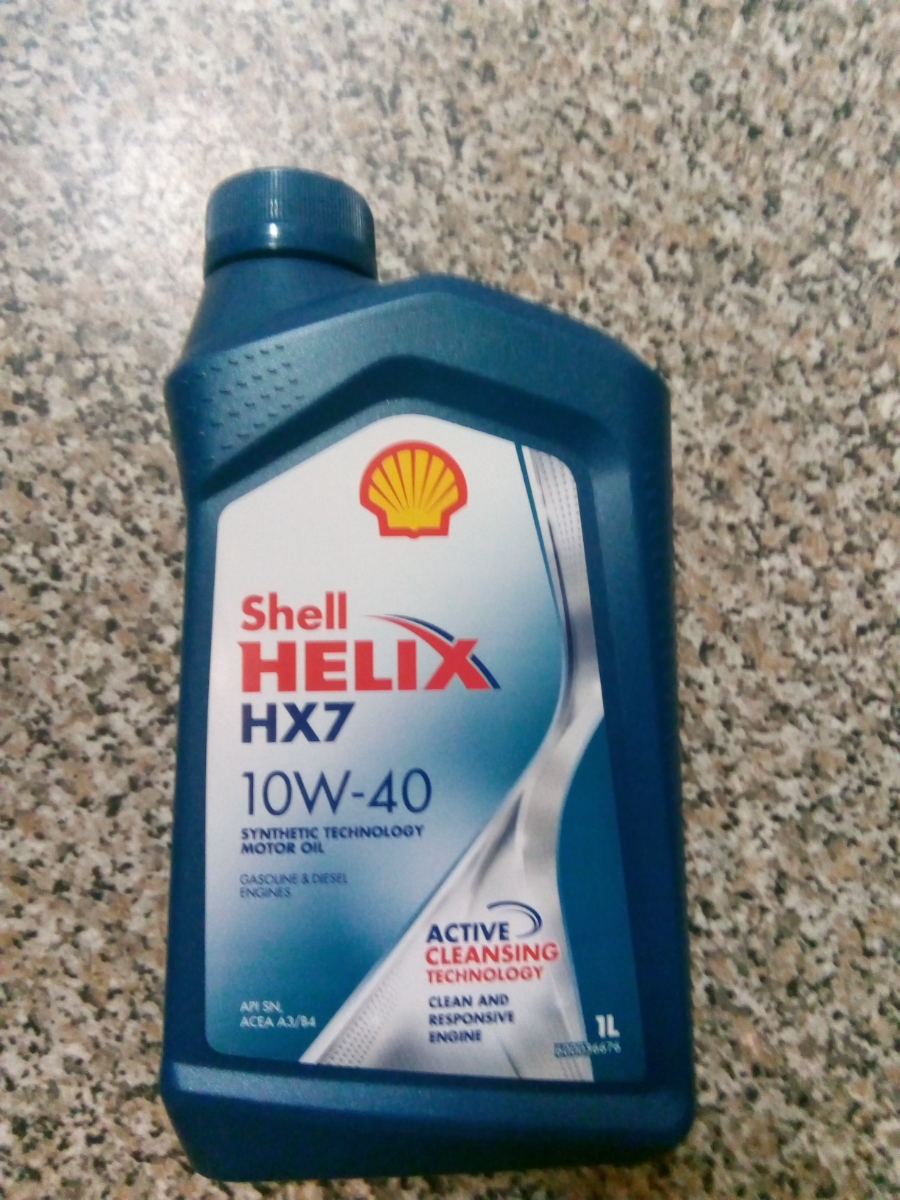 Shell
HELIX
HX7
10W-40
SYNTHETIC TECHNOLOGY
MOTOR OIL
GASOLINE & DIESEL
ENGINES
ACTIVE
CLEANSING
TECHNOLOGY
CLEAN AND
RESPONSIVE
ENGINE
API SN,
ACEA A3/B4
1L